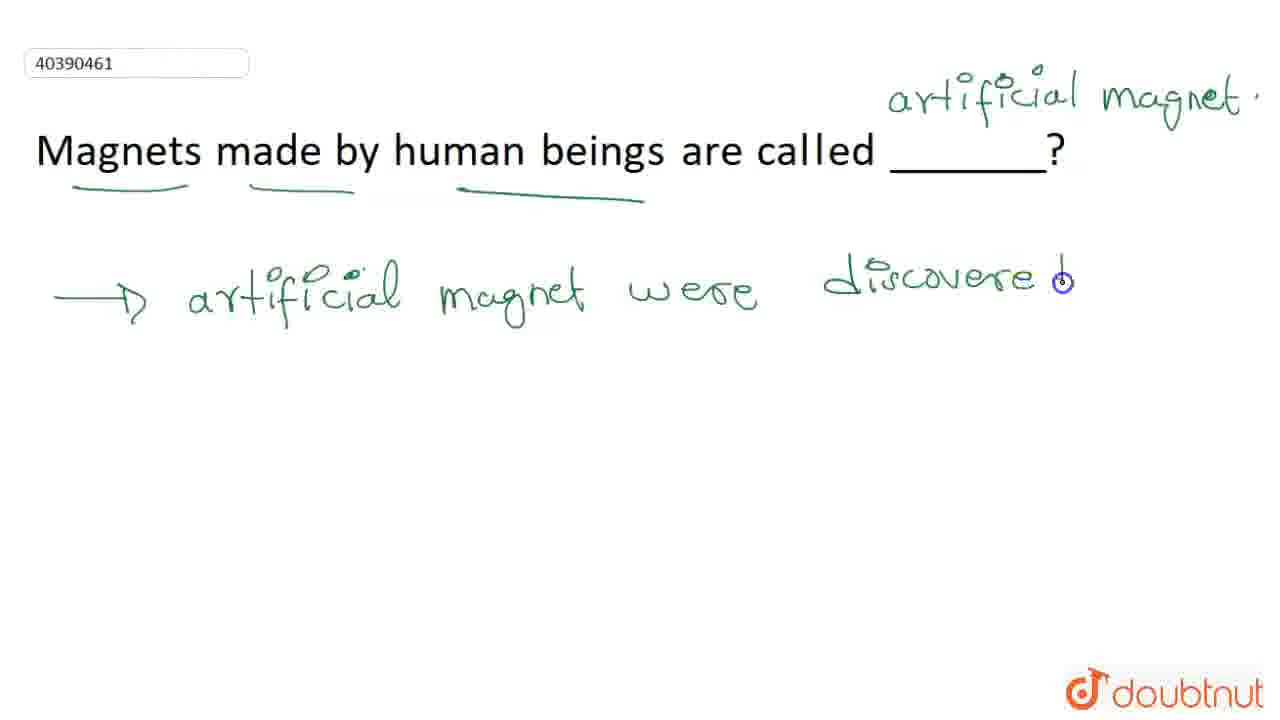 40390461
artificial magnet.
Magnets made by human beings are called _______?
→ artificial magnet were discovered
doubtnut